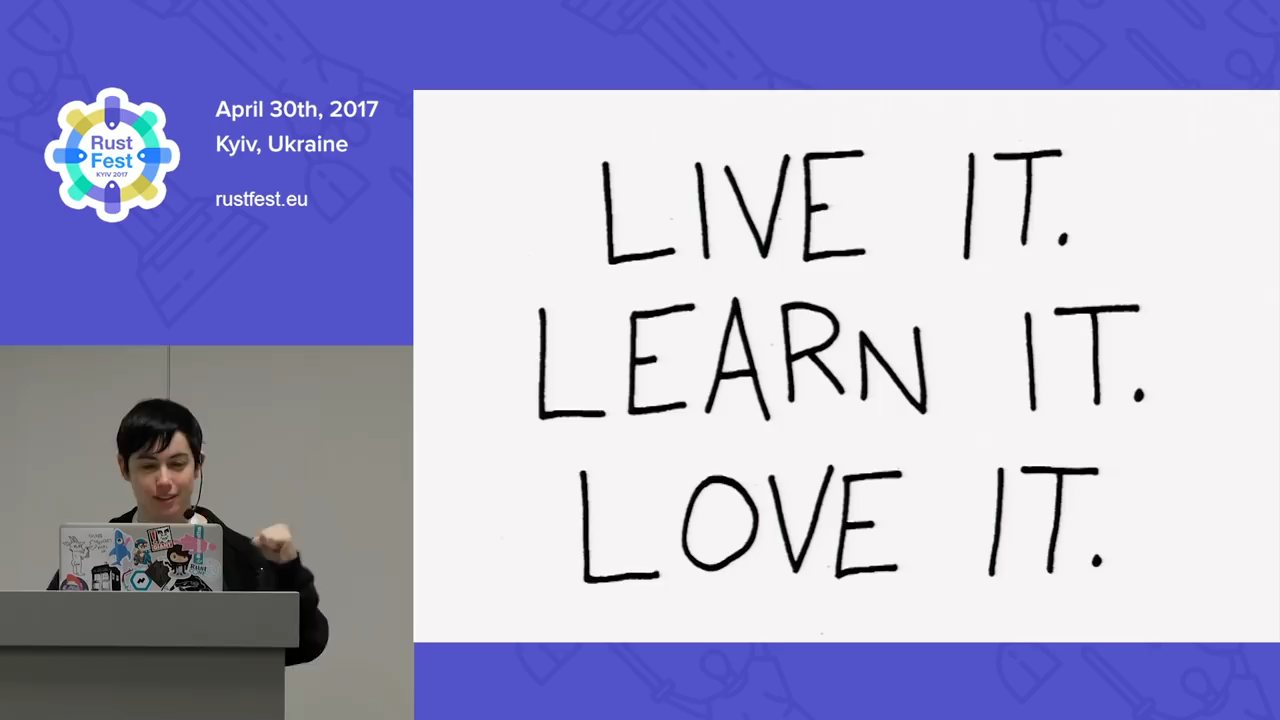 Rust
Fest
KYIV 2017
April 30th, 2017
Kyiv, Ukraine
rustfest.eu
LIVE IT.
LEARN IT.
LOVE IT.